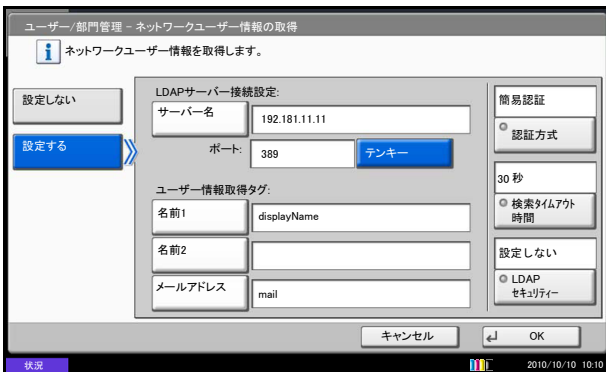 ユーザー/部門管理 - ネットワークユーザー情報の取得
ネットワークユーザー情報を取得します。
設定しない
設定する
LDAPサーバー接続設定:
サーバー名
192.181.11.11
ポート:
389
テンキー
ユーザー情報取得タグ:
名前1
displayName
名前2
メールアドレス
mail
簡易認証
認証方式
30 秒
検索タイムアウト
時間
設定しない
LDAP
セキュリティー
キャンセル
OK
状況
2010/10/10 10:10